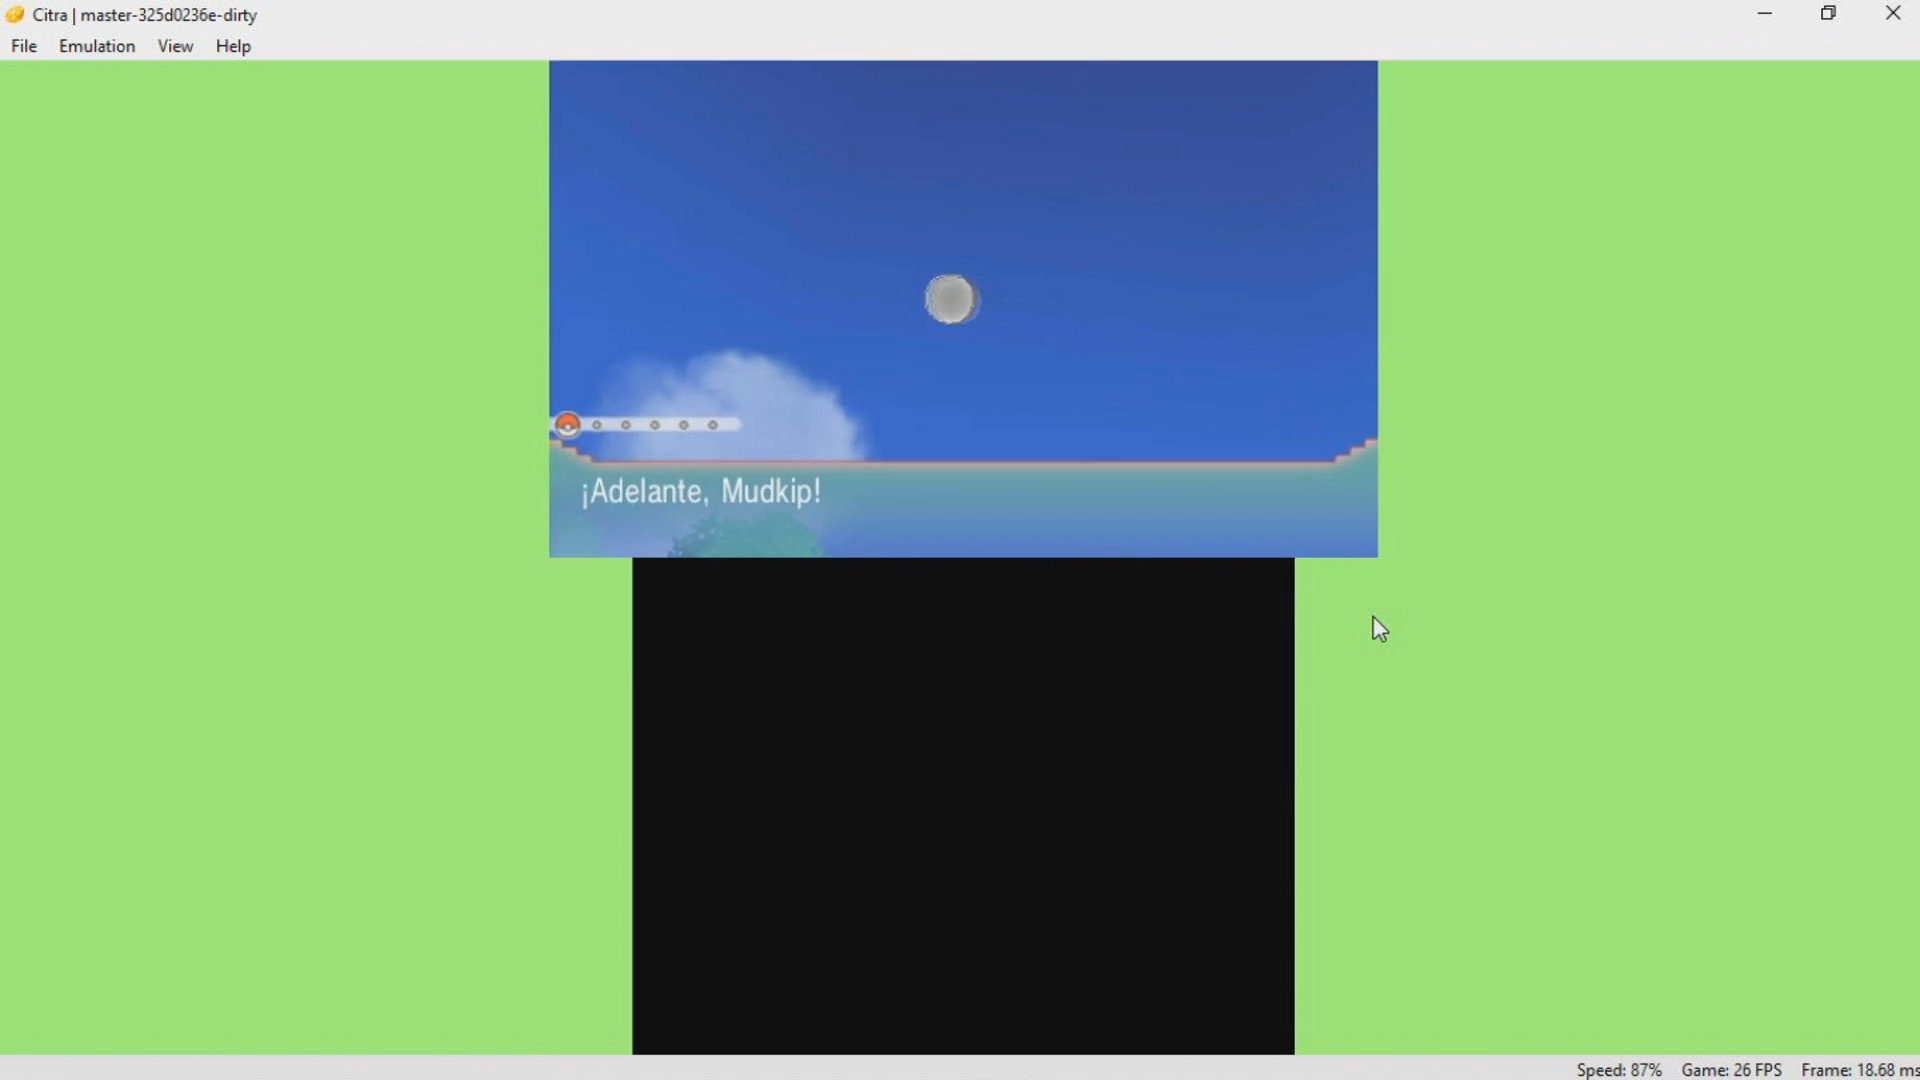 Citra | master-325d0236e-dirty
File Emulation View Help
¡Adelante, Mudkip!
Speed: 87% Game: 26 FPS Frame: 18.68 ms